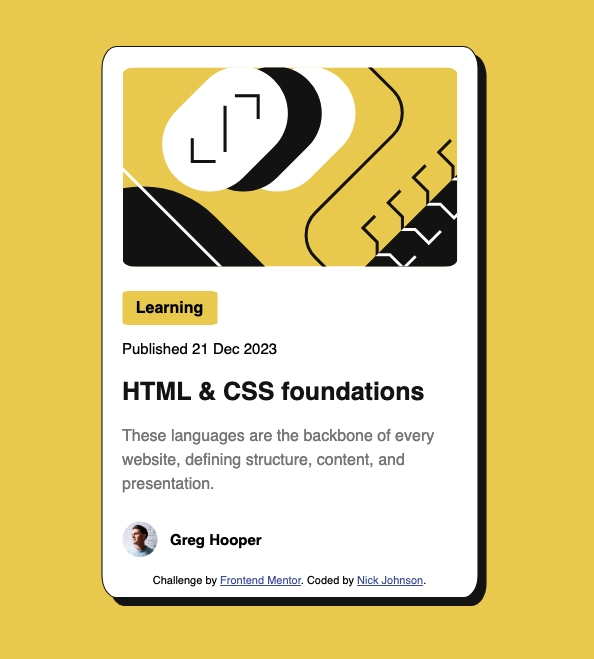 Learning
Published 21 Dec 2023
HTML & CSS foundations
These languages are the backbone of every
website, defining structure, content, and
presentation.
Greg Hooper
Challenge by Frontend Mentor. Coded by Nick Johnson.